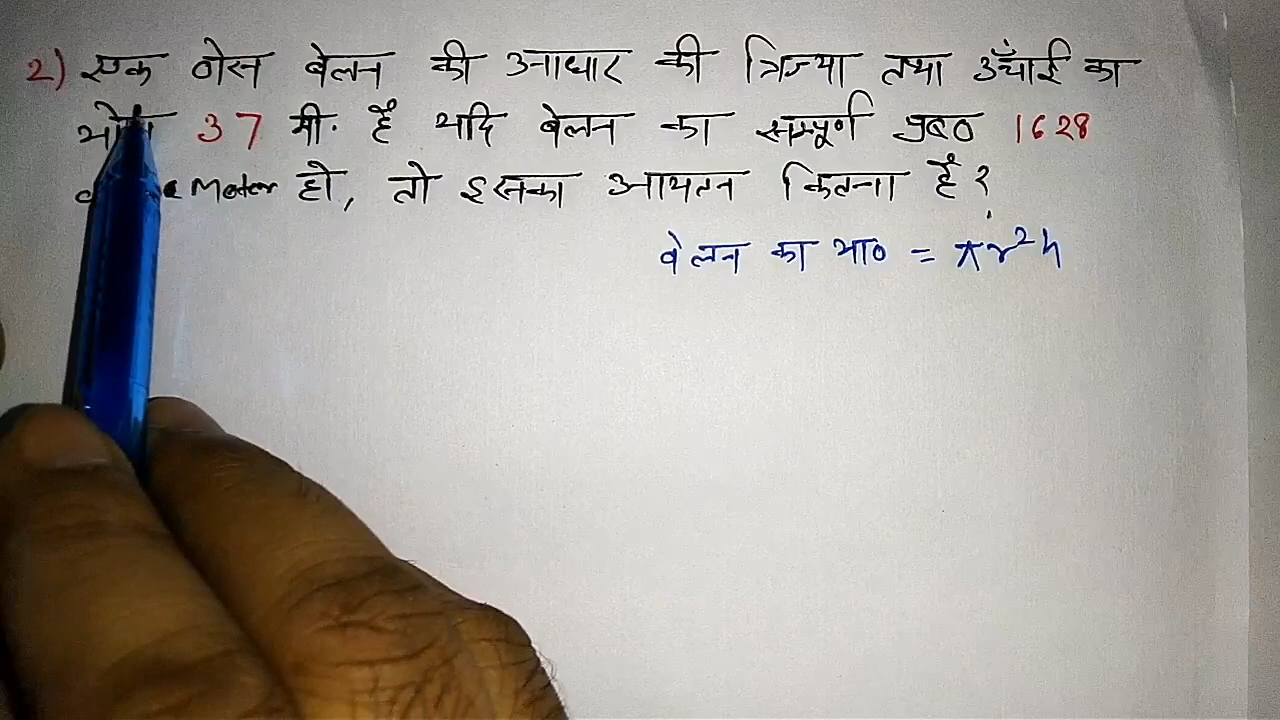 2) एक ठोस बेलन की आधार की त्रिज्या तथा ऊँचाई का
37 मी. है यदि बेलन का सम्पूर्ण पृष्ठ 1628
Meter हो, तो इसका आयतन कितना है ?
बेलन का आ० = πr²h